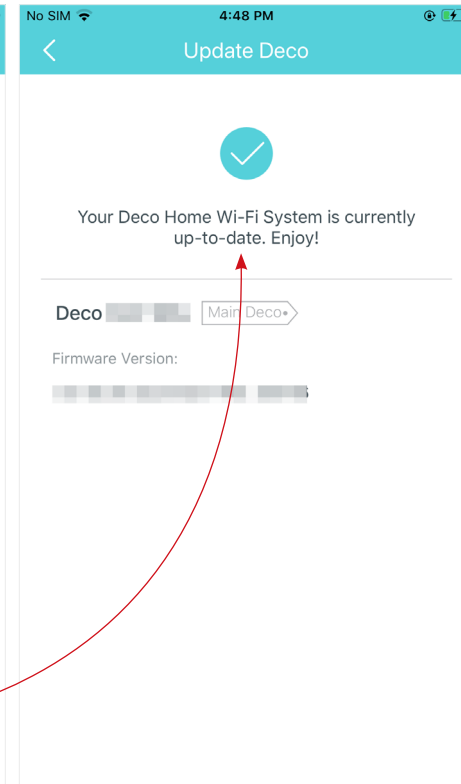 No SIM 4:48 PM
Update Deco
Your Deco Home Wi-Fi System is currently
up-to-date. Enjoy!
Deco Main Deco
Firmware Version: